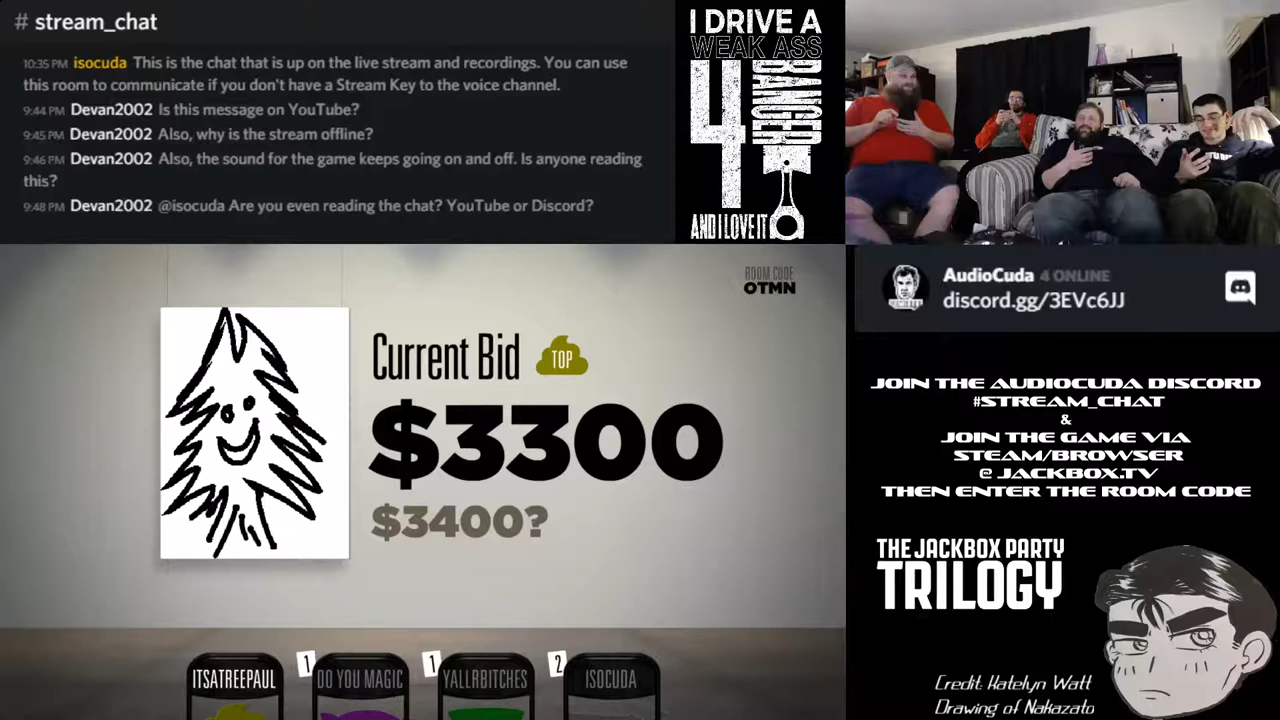 # stream_chat
10:35 PM isocuda This is the chat that is up on the live stream and recordings. You can use
this room to communicate if you don't have a Stream Key to the voice channel.
9:44 PM Devan2002 Is this message on YouTube?
9:45 PM Devan2002 Also, why is the stream offline?
9:46 PM Devan2002 Also, the sound for the game keeps going on and off. Is anyone reading
this?
9:48 PM Devan2002 @isocuda Are you even reading the chat? YouTube or Discord?
I DRIVE A
WEAK ASS
4
BANGER
AND I LOVE IT
ROOM CODE
OTMN
Current Bid
TOP
$3300
$3400?
ITSATREEPAUL
1
DO YOU MAGIC
1
YALLRBITCHES
2
ISOCUDA
AudioCuda 4 ONLINE
discord.gg/3EVc6JJ
JOIN THE AUDIOCUDA DISCORD
#STREAM_CHAT
&
JOIN THE GAME VIA
STEAM/BROWSER
@ JACKBOX.TV
THEN ENTER THE ROOM CODE
THE JACKBOX PARTY
TRILOGY
Credit: Katelyn Watt
Drawing of Nakazato